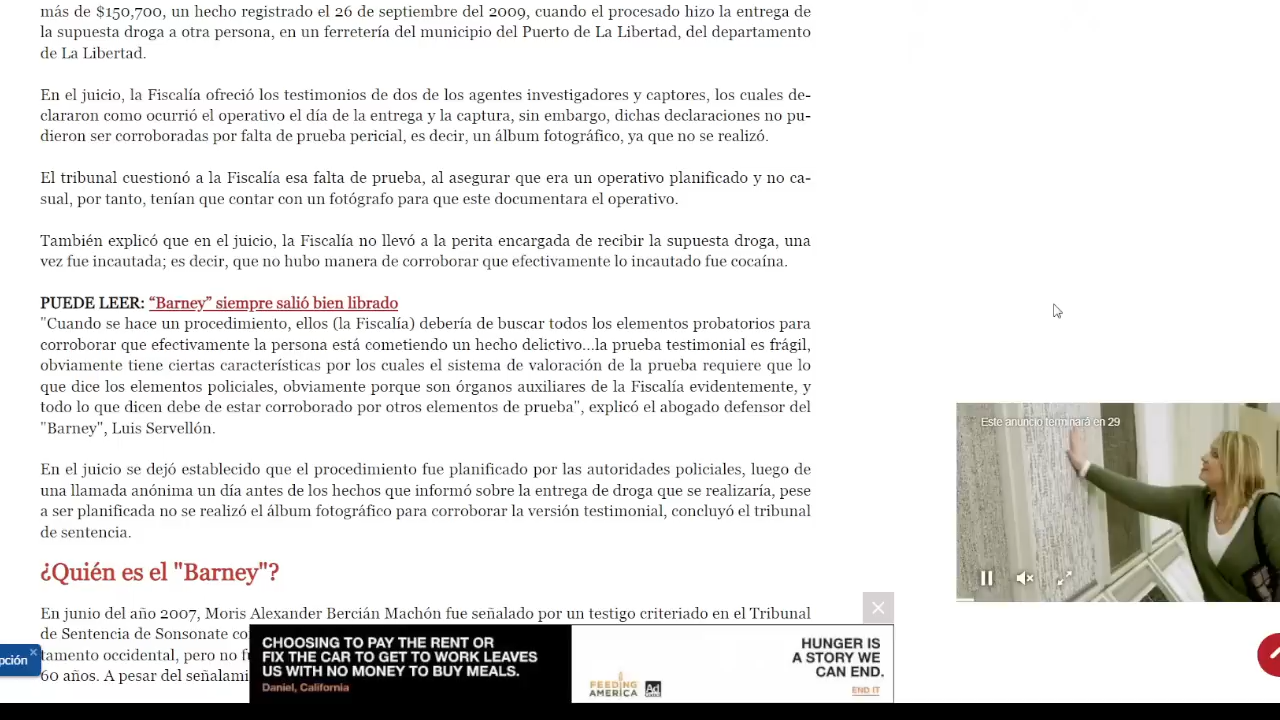 más de $150,700, un hecho registrado el 26 de septiembre del 2009, cuando el procesado hizo la entrega de
la supuesta droga a otra persona, en un ferretería del municipio del Puerto de La Libertad, del departamento
de La Libertad.
En el juicio, la Fiscalía ofreció los testimonios de dos de los agentes investigadores y captores, los cuales de-
clararon como ocurrió el operativo el día de la entrega y la captura, sin embargo, dichas declaraciones no pu-
dieron ser corroboradas por falta de prueba pericial, es decir, un álbum fotográfico, ya que no se realizó.
El tribunal cuestionó a la Fiscalía esa falta de prueba, al asegurar que era un operativo planificado y no ca-
sual, por tanto, tenían que contar con un fotógrafo para que este documentara el operativo.
También explicó que en el juicio, la Fiscalía no llevó a la perita encargada de recibir la supuesta droga, una
vez fue incautada; es decir, que no hubo manera de corroborar que efectivamente lo incautado fue cocaína.
PUEDE LEER: “Barney” siempre salió bien librado
"Cuando se hace un procedimiento, ellos (la Fiscalía) debería de buscar todos los elementos probatorios para
corroborar que efectivamente la persona está cometiendo un hecho delictivo...la prueba testimonial es frágil,
obviamente tiene ciertas características por los cuales el sistema de valoración de la prueba requiere que lo
que dice los elementos policiales, obviamente porque son órganos auxiliares de la Fiscalía evidentemente, y
todo lo que dicen debe de estar corroborado por otros elementos de prueba", explicó el abogado defensor del
"Barney", Luis Servellón.
En el juicio se dejó establecido que el procedimiento fue planificado por las autoridades policiales, luego de
una llamada anónima un día antes de los hechos que informó sobre la entrega de droga que se realizaría, pese
a ser planificada no se realizó el álbum fotográfico para corroborar la versión testimonial, concluyó el tribunal
de sentencia.
¿Quién es el "Barney"?
En junio del año 2007, Moris Alexander Bercián Machón fue señalado por un testigo criteriado en el Tribunal
de Sentencia de Sonsonate co
tamento occidental, pero no fu
60 años. A pesar del señalami
pción
Este anuncio terminará en 29
CHOOSING TO PAY THE RENT OR
FIX THE CAR TO GET TO WORK LEAVES
US WITH NO MONEY TO BUY MEALS.
Daniel, California
FEEDING
AMERICA
Ad
HUNGER IS
A STORY WE
CAN END.
END IT